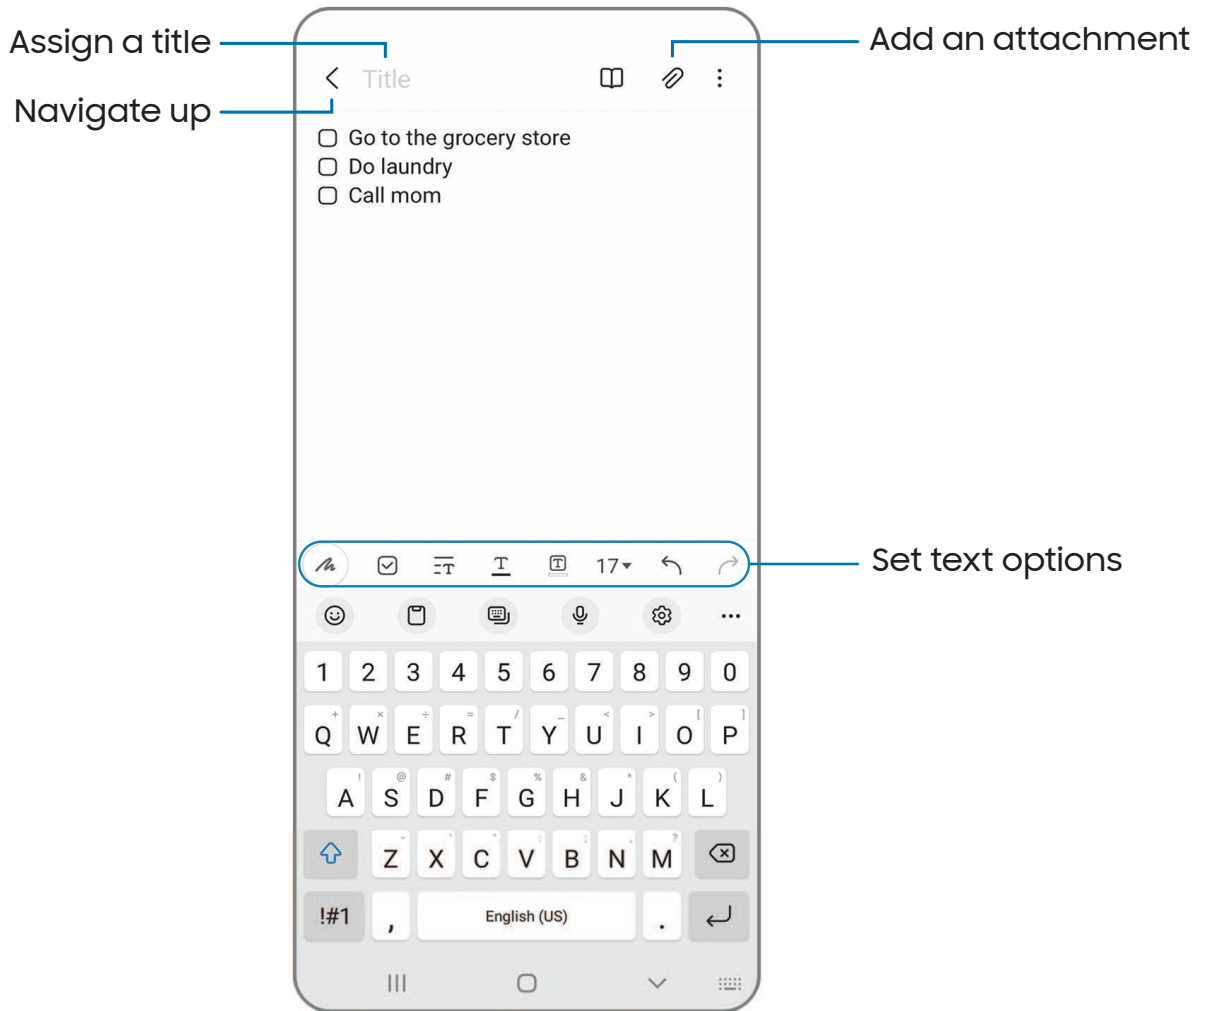 Assign a title
Add an attachment
Title
Navigate up
Go to the grocery store
Do laundry
Call mom
T T T 17
Set text options
1 2 3 4 5 6 7 8 9 0
+ × ÷ = / _ < > [ ]
Q W E R T Y U I O P
! @ # $ % & * ( )
A S D F G H J K L
Z X C V B N M ?
!#1 , English (US) .